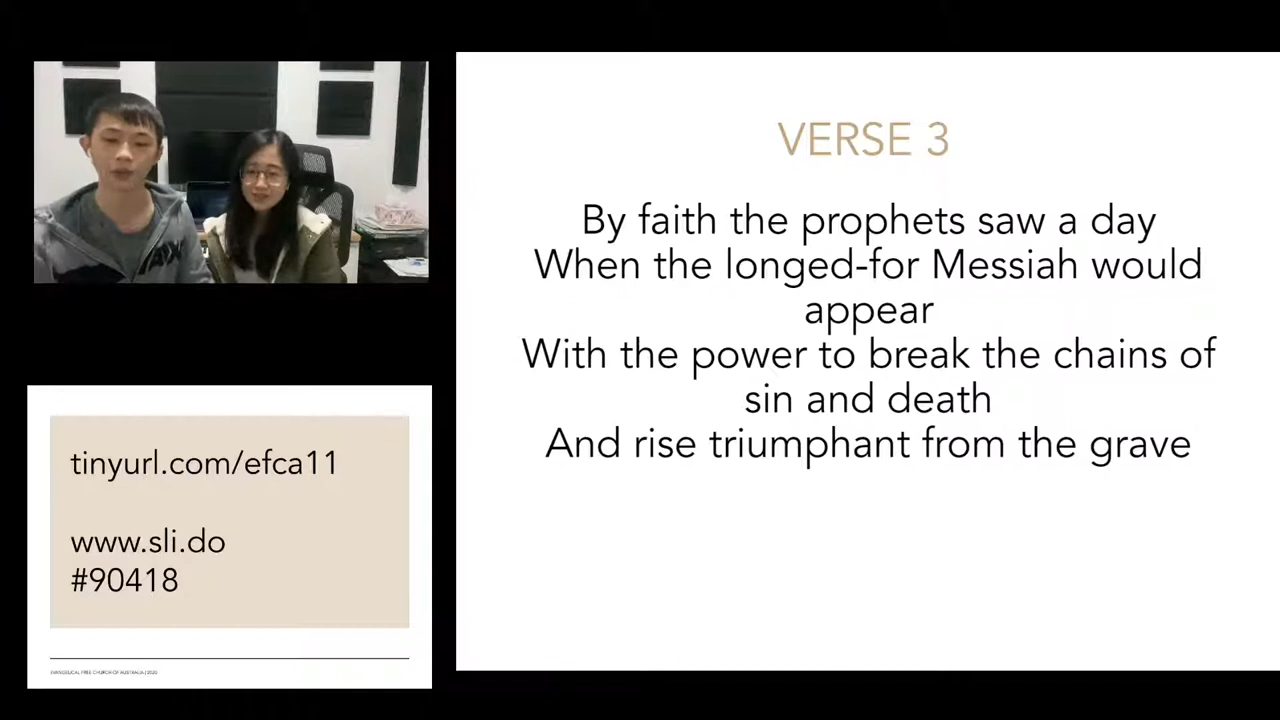 VERSE 3
By faith the prophets saw a day
When the longed-for Messiah would
appear
With the power to break the chains of
sin and death
And rise triumphant from the grave
tinyurl.com/efca11
www.sli.do
#90418
EVANGELICAL FREE CHURCH OF AUSTRALIA | 2020